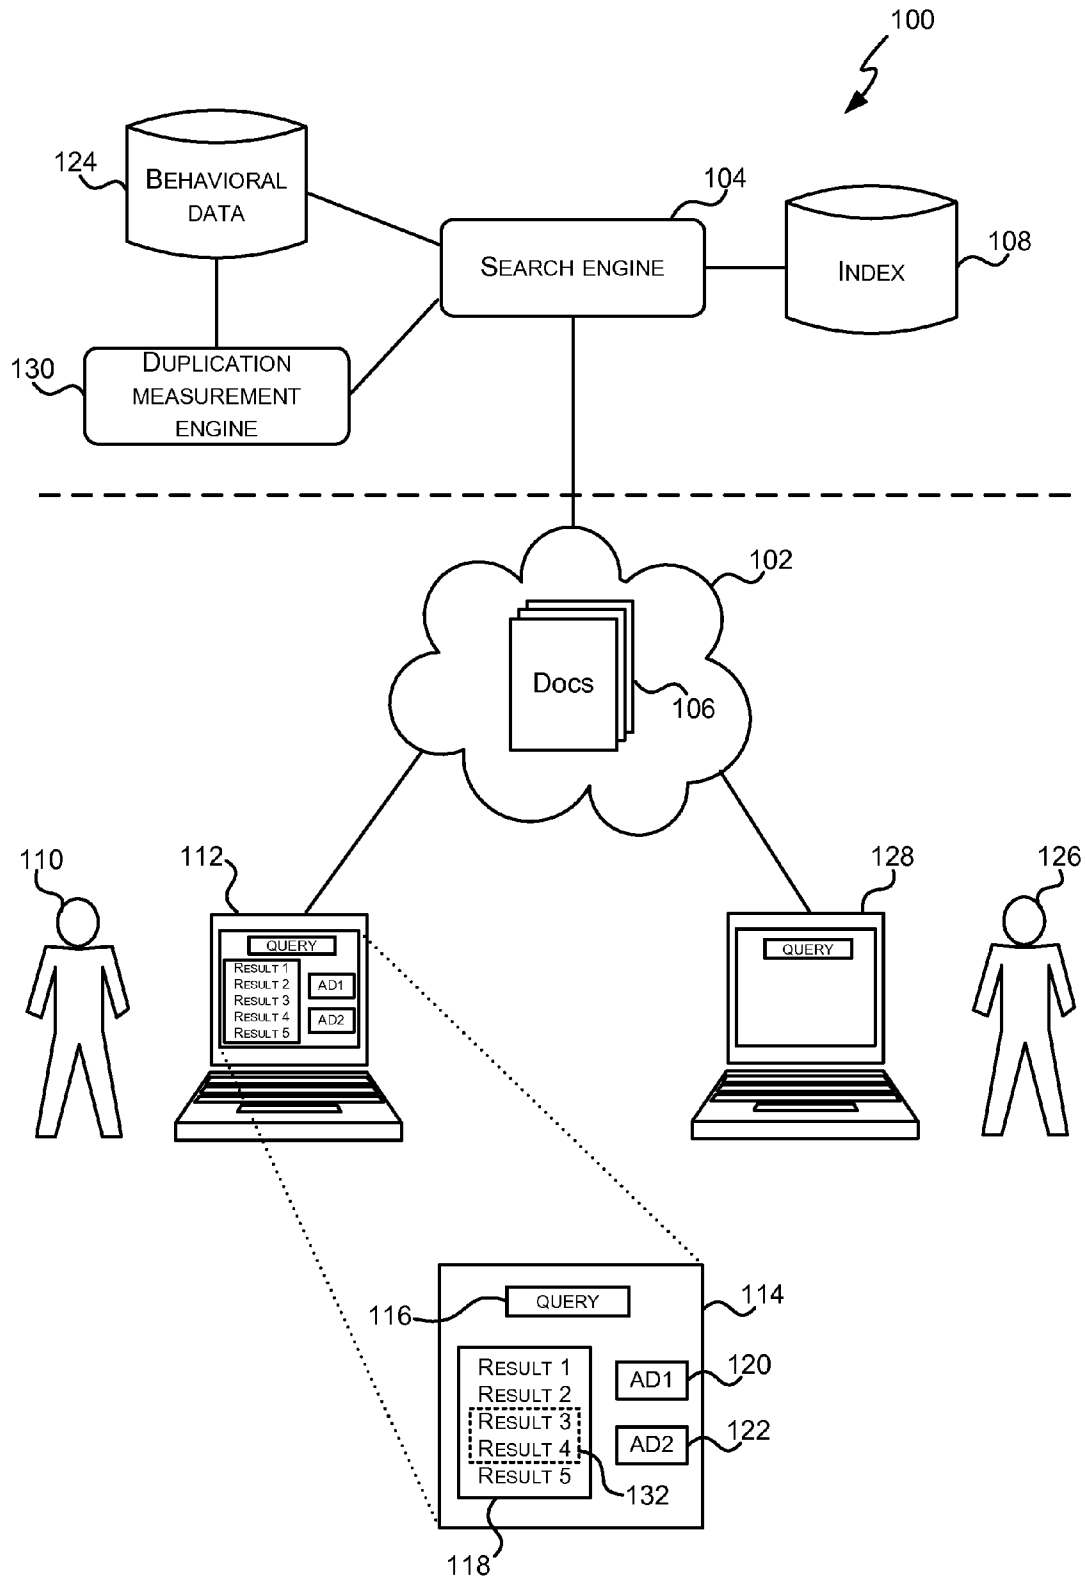 100
124
BEHAVIORAL
DATA
104
SEARCH ENGINE
INDEX
108
130
DUPLICATION
MEASUREMENT
ENGINE
102
Docs
106
110
112
128
126
QUERY
RESULT 1
RESULT 2
RESULT 3
RESULT 4
RESULT 5
AD1
AD2
QUERY
116
QUERY
114
RESULT 1
RESULT 2
RESULT 3
RESULT 4
RESULT 5
AD1
120
AD2
122
132
118